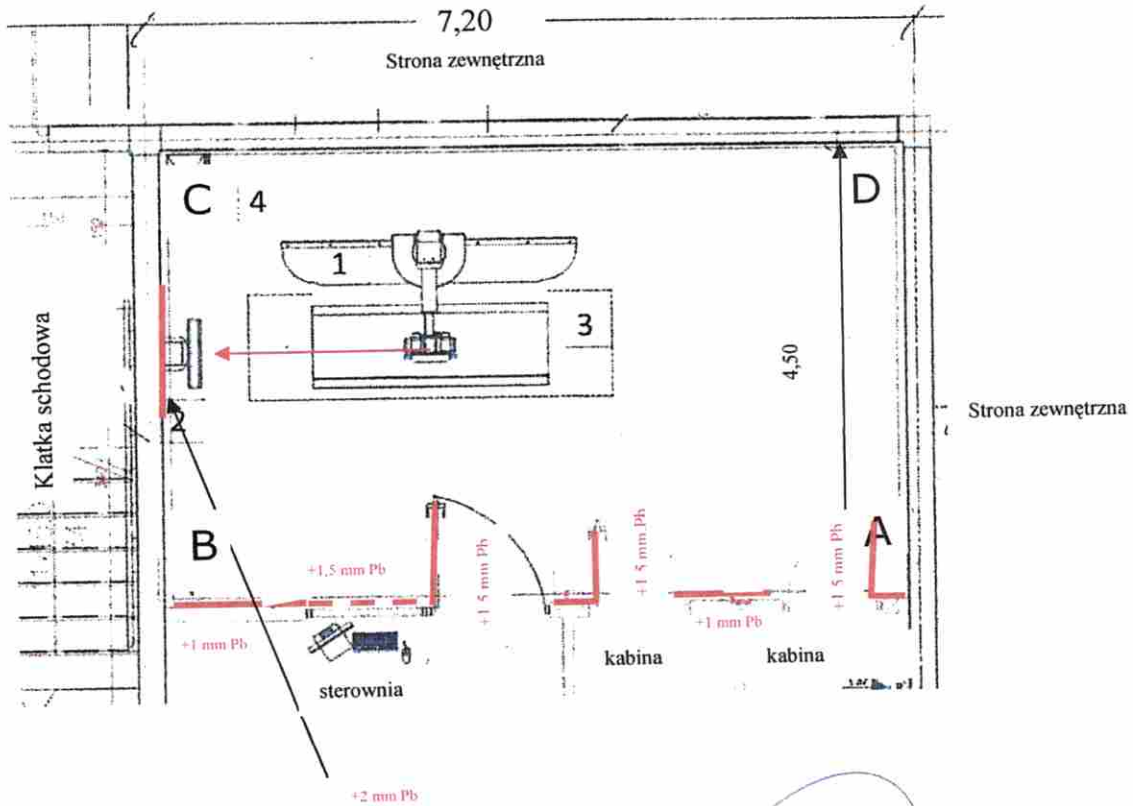 7,20
Strona zewnętrzna
C
4
D
1
3
4,50
Strona zewnętrzna
Klatka schodowa
2
B
A
+1,5 mm Pb
+1 5 mm Pb
+1 5 mm Pb
+1 5 mm Pb
+1 mm Pb
+1 mm Pb
kabina
kabina
sterownia
+2 mm Pb